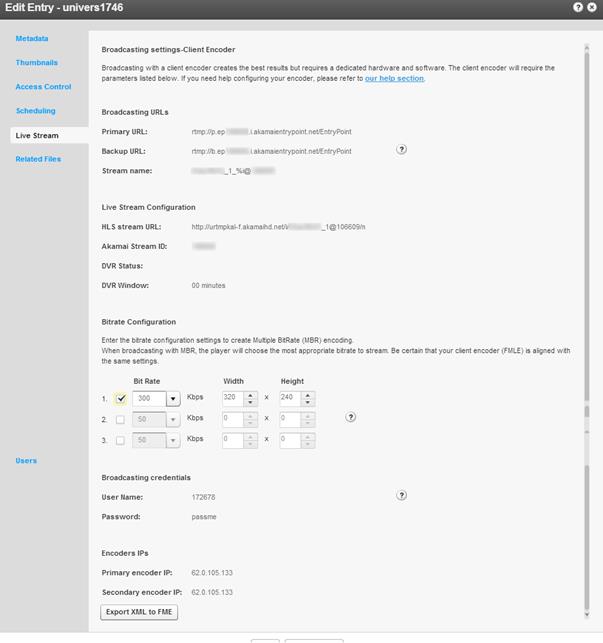 Edit Entry - univers1746
Metadata
Thumbnails
Access Control
Scheduling
Live Stream
Related Files
Users
Broadcasting settings-Client Encoder
Broadcasting with a client encoder creates the best results but requires a dedicated hardware and software. The client encoder will require the
parameters listed below. If you need help configuring your encoder, please refer to our help section.
Broadcasting URLs
Primary URL: rtmp://p.ep .i.akamaientrypoint.net/EntryPoint
Backup URL: rtmp://b.ep .i.akamaientrypoint.net/EntryPoint ?
Stream name: _1_%i@
Live Stream Configuration
HLS stream URL: http://urtmpkal-f.akamaihd.net/i/ _1@106609/m
Akamai Stream ID:
DVR Status:
DVR Window: 00 minutes
Bitrate Configuration
Enter the bitrate configuration settings to create Multiple BitRate (MBR) encoding.
When broadcasting with MBR, the player will choose the most appropriate bitrate to stream. Be certain that your client encoder (FMLE) is aligned with
the same settings.
Bit Rate Width Height
1. 300 Kbps 320 x 240
2. 50 Kbps 0 x 0 ?
3. 50 Kbps 0 x 0
Broadcasting credentials
User Name: 172678 ?
Password: passme
Encoders IPs
Primary encoder IP: 62.0.105.133
Secondary encoder IP: 62.0.105.133
Export XML to FME